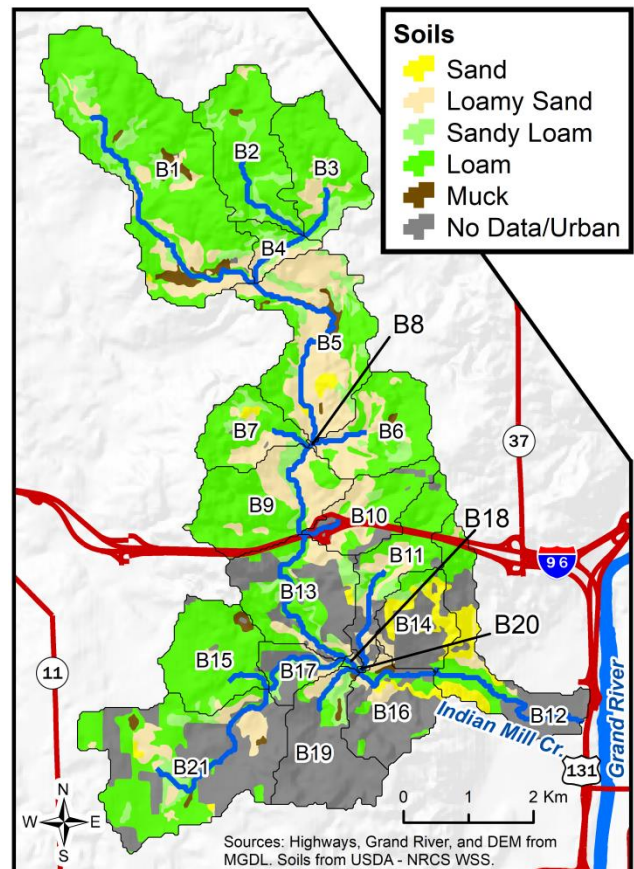 Soils
Sand
Loamy Sand
Sandy Loam
Loam
Muck
No Data/Urban
B1
B2
B3
B4
B5
B8
B7
B6
37
B9
B10
B18
96
B11
B13
B14
B20
B15
B17
11
B16
B12
Indian Mill Cr.
Grand River
B19
131
B21
N
W
E
S
0 1 2 Km
Sources: Highways, Grand River, and DEM from
MGDL. Soils from USDA - NRCS WSS.